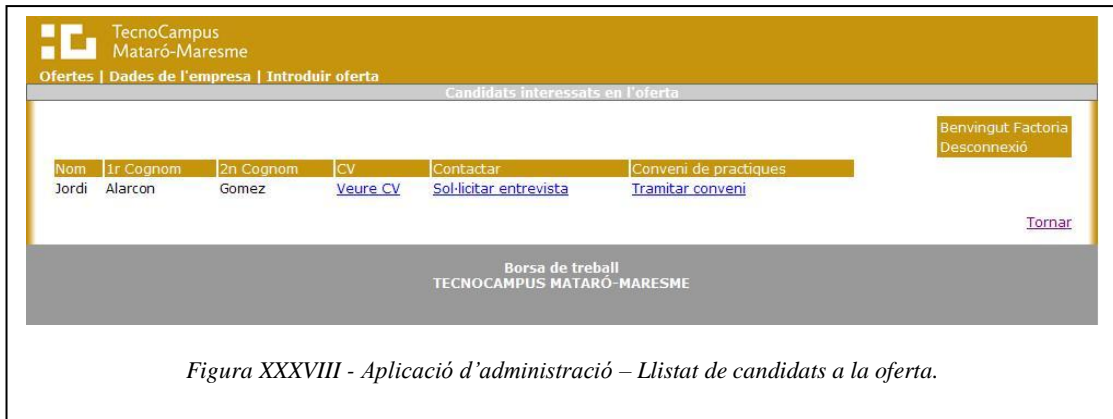 TecnoCampus
Mataró-Maresme
Ofertes | Dades de l'empresa | Introduir oferta
Candidats interessats en l'oferta
Benvingut Factoria
Desconnexió
Nom 1r Cognom 2n Cognom CV Contactar Conveni de practiques
Jordi Alarcon Gomez Veure CV Sol·licitar entrevista Tramitar conveni
Tornar
Borsa de treball
TECNOCAMPUS MATARÓ-MARESME
Figura XXXVIII - Aplicació d’administració – Llistat de candidats a la oferta.